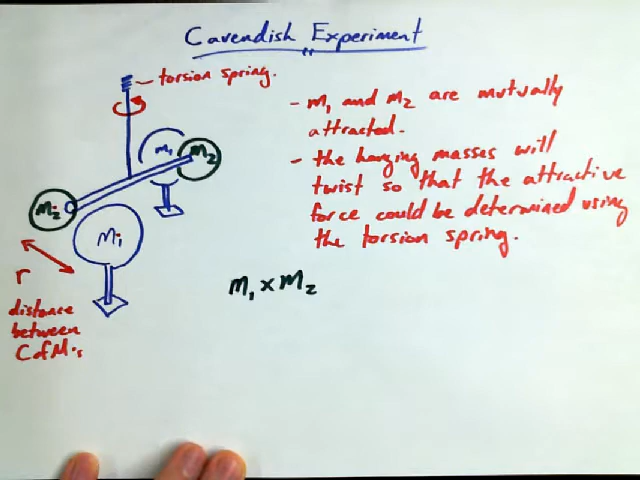 Cavendish Experiment
torsion spring.
m₁
m₂
m₂
m₁
r
distance
between
C of M's
- m₁ and m₂ are mutually
attracted.
- the hanging masses will
twist so that the attractive
force could be determined using
the torsion spring.
m₁ x m₂